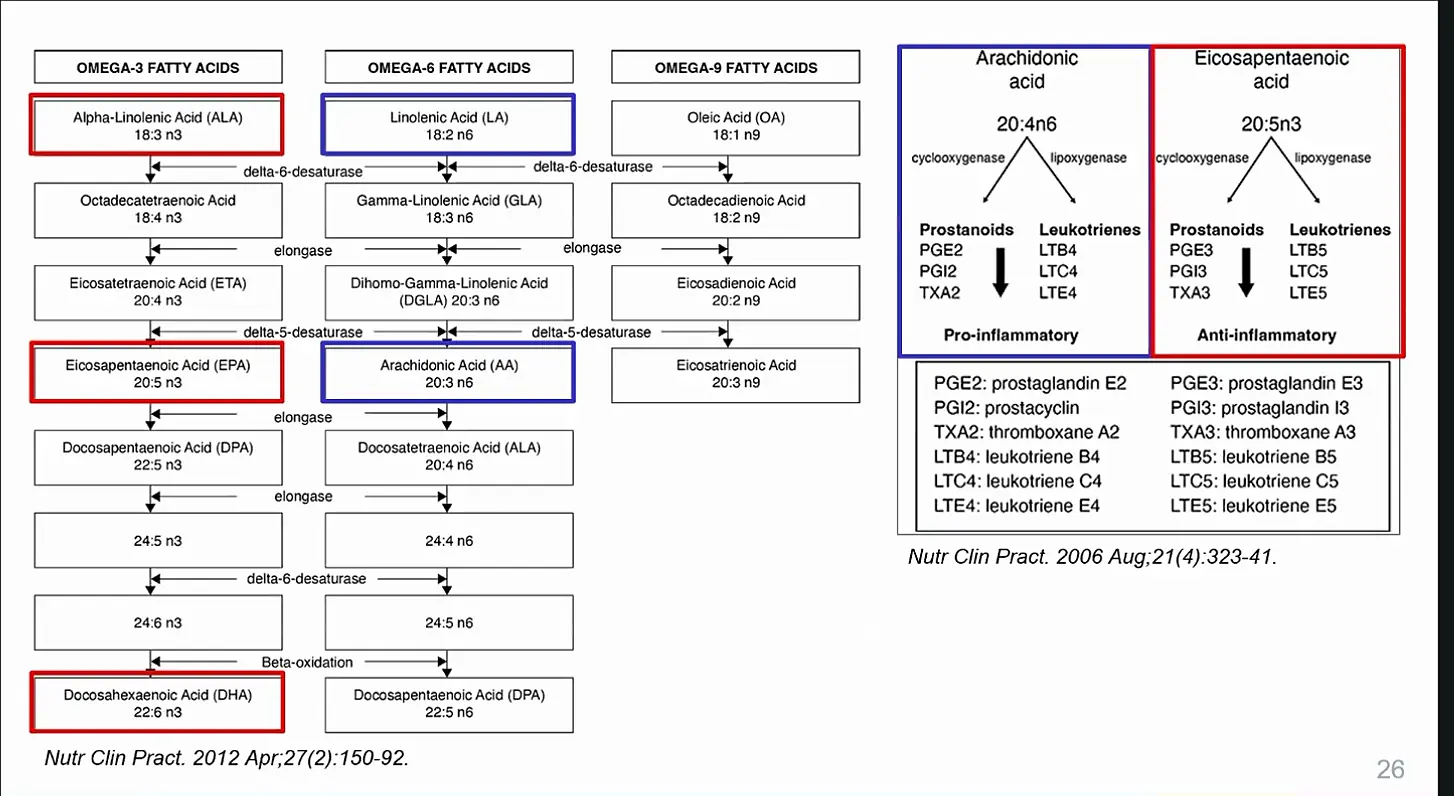 OMEGA-3 FATTY ACIDS
Alpha-Linolenic Acid (ALA)
18:3 n3
Octadecatetraenoic Acid
18:4 n3
Eicosatetraenoic Acid (ETA)
20:4 n3
Eicosapentaenoic Acid (EPA)
20:5 n3
Docosapentaenoic Acid (DPA)
22:5 n3
24:5 n3
24:6 n3
Docosahexaenoic Acid (DHA)
22:6 n3
delta-6-desaturase
elongase
delta-5-desaturase
elongase
elongase
delta-6-desaturase
Beta-oxidation
OMEGA-6 FATTY ACIDS
Linolenic Acid (LA)
18:2 n6
Gamma-Linolenic Acid (GLA)
18:3 n6
Dihomo-Gamma-Linolenic Acid
(DGLA) 20:3 n6
Arachidonic Acid (AA)
20:3 n6
Docosatetraenoic Acid (ALA)
20:4 n6
24:4 n6
24:5 n6
Docosapentaenoic Acid (DPA)
22:5 n6
delta-6-desaturase
elongase
delta-5-desaturase
OMEGA-9 FATTY ACIDS
Oleic Acid (OA)
18:1 n9
Octadecadienoic Acid
18:2 n9
Eicosadienoic Acid
20:2 n9
Eicosatrienoic Acid
20:3 n9
Nutr Clin Pract. 2012 Apr;27(2):150-92.
Arachidonic
acid
20:4n6
cyclooxygenase
lipoxygenase
Prostanoids
PGE2
PGI2
TXA2
Leukotrienes
LTB4
LTC4
LTE4
Pro-inflammatory
Eicosapentaenoic
acid
20:5n3
cyclooxygenase
lipoxygenase
Prostanoids
PGE3
PGI3
TXA3
Leukotrienes
LTB5
LTC5
LTE5
Anti-inflammatory
PGE2: prostaglandin E2
PGI2: prostacyclin
TXA2: thromboxane A2
LTB4: leukotriene B4
LTC4: leukotriene C4
LTE4: leukotriene E4
PGE3: prostaglandin E3
PGI3: prostaglandin I3
TXA3: thromboxane A3
LTB5: leukotriene B5
LTC5: leukotriene C5
LTE5: leukotriene E5
Nutr Clin Pract. 2006 Aug;21(4):323-41.
26